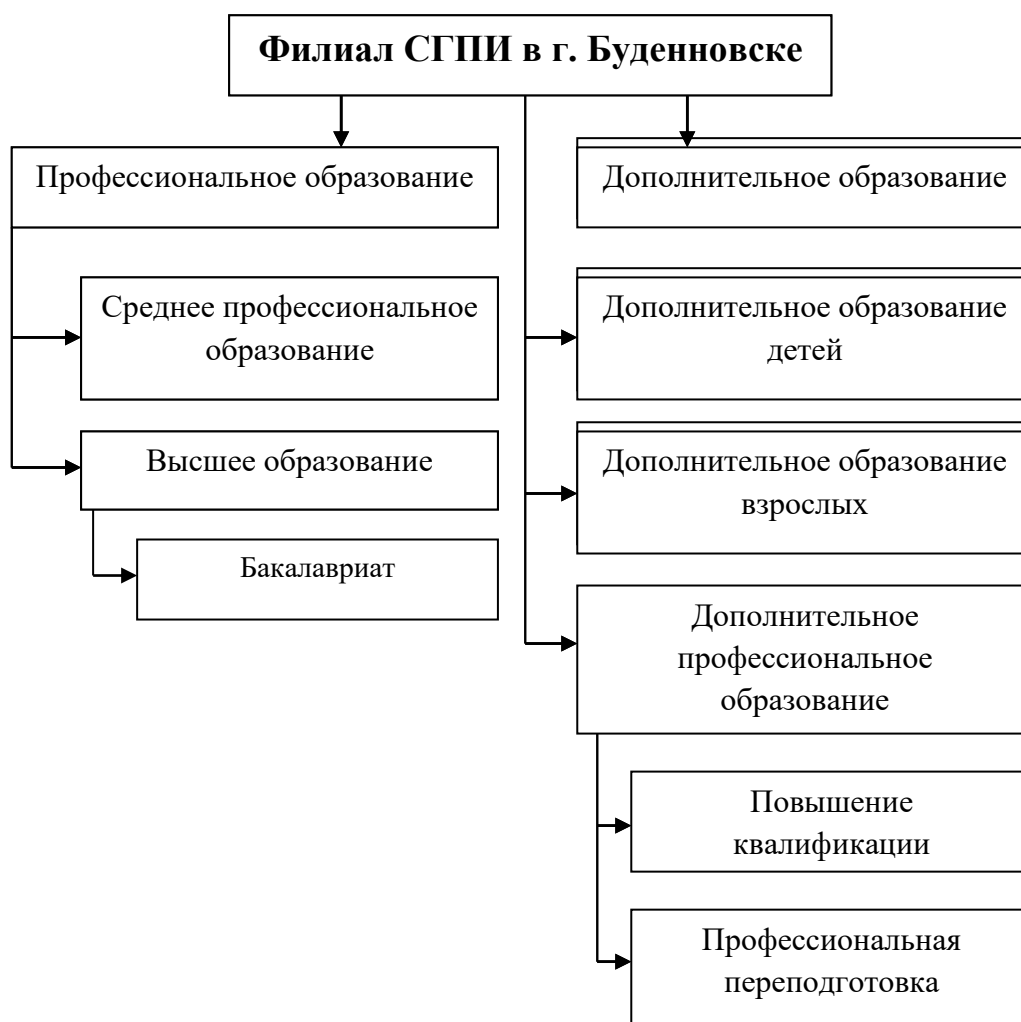 Филиал СГПИ в г. Буденновске
Профессиональное образование
Среднее профессиональное
образование
Высшее образование
Бакалавриат
Дополнительное образование
Дополнительное образование
детей
Дополнительное образование
взрослых
Дополнительное
профессиональное
образование
Повышение
квалификации
Профессиональная
переподготовка